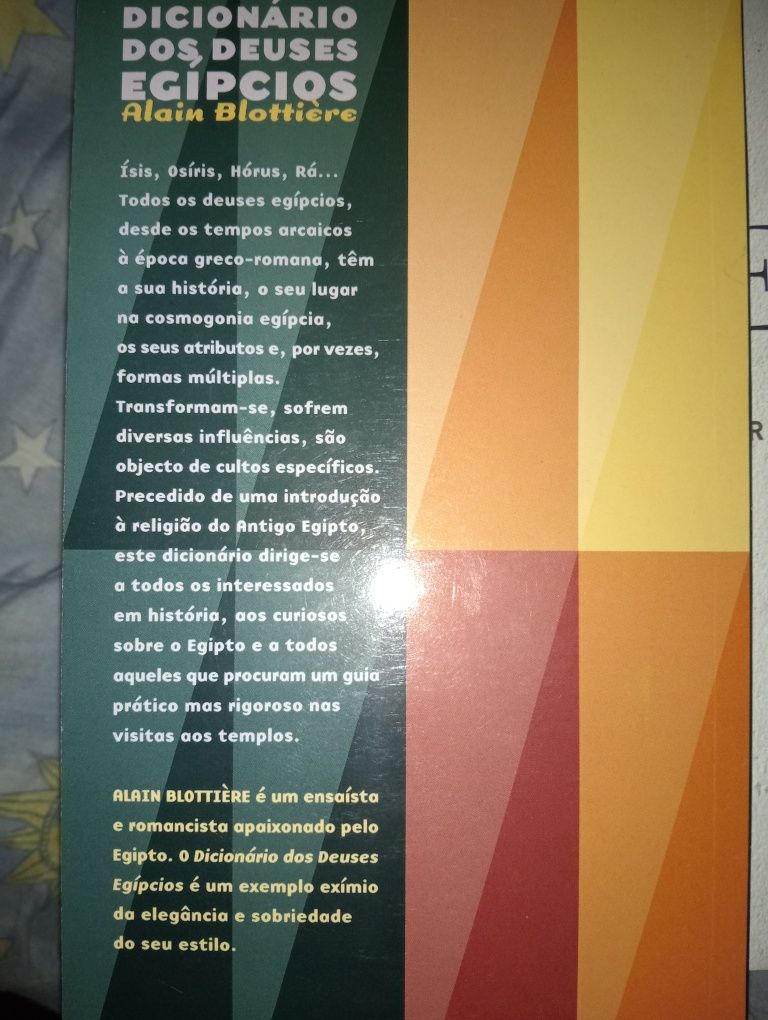 DICIONÁRIO
DOS DEUSES
EGÍPCIOS
Alain Blottière
Ísis, Osíris, Hórus, Rá...
Todos os deuses egípcios,
desde os tempos arcaicos
à época greco-romana, têm
a sua história, o seu lugar
na cosmogonia egípcia,
os seus atributos e, por vezes,
formas múltiplas.
Transformam-se, sofrem
diversas influências, são
objecto de cultos específicos.
Precedido de uma introdução
à religião do Antigo Egipto,
este dicionário dirige-se
a todos os interessados
em história, aos curiosos
sobre o Egipto e a todos
aqueles que procuram um guia
prático mas rigoroso nas
visitas aos templos.
ALAIN BLOTTIÈRE é um ensaísta
e romancista apaixonado pelo
Egipto. O Dicionário dos Deuses
Egípcios é um exemplo exímio
da elegância e sobriedade
do seu estilo.